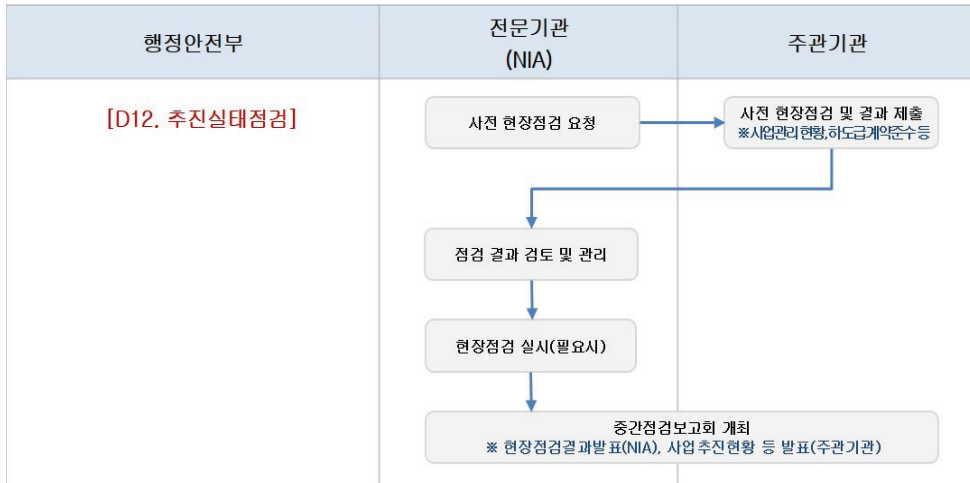 행정안전부
전문기관
(NIA)
주관기관
[D12. 추진실태점검]
사전 현장점검 요청
사전 현장점검 및 결과 제출
※사업관리현황,하도급계약준수 등
점검 결과 검토 및 관리
현장점검 실시(필요시)
중간점검보고회 개최
※ 현장점검결과발표(NIA), 사업추진현황 등 발표(주관기관)